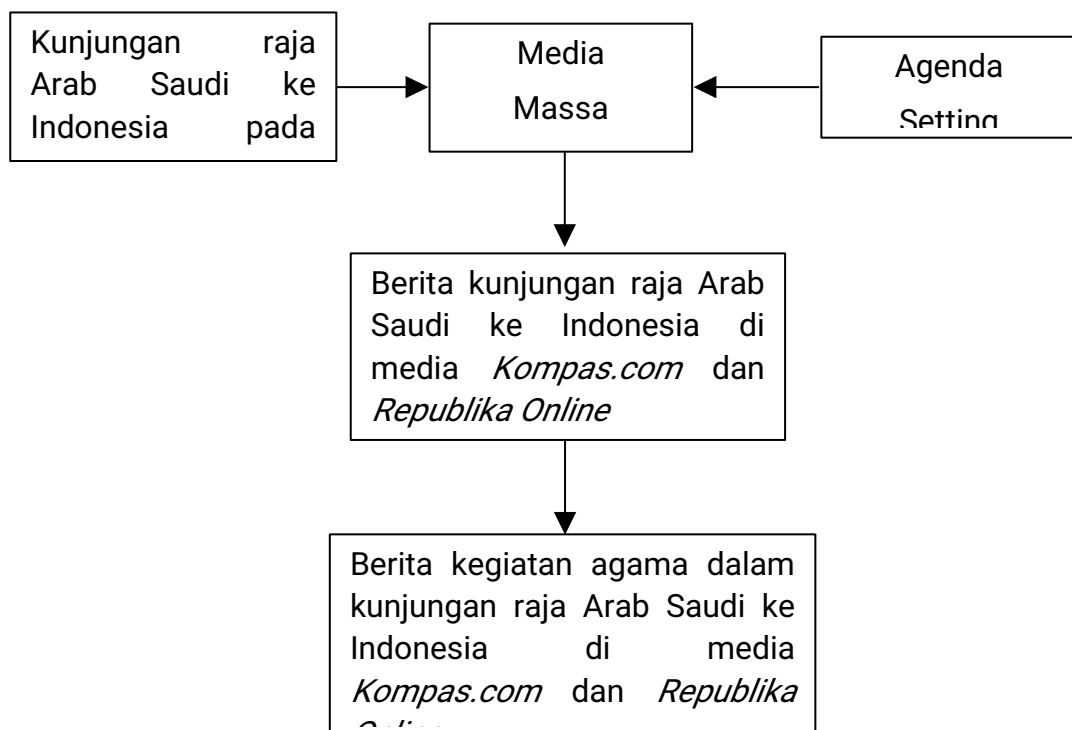 Kunjungan raja
Arab Saudi ke
Indonesia pada
Media
Massa
Agenda
Setting
Berita kunjungan raja Arab
Saudi ke Indonesia di
media Kompas.com dan
Republika Online
Berita kegiatan agama dalam
kunjungan raja Arab Saudi ke
Indonesia di media
Kompas.com dan Republika